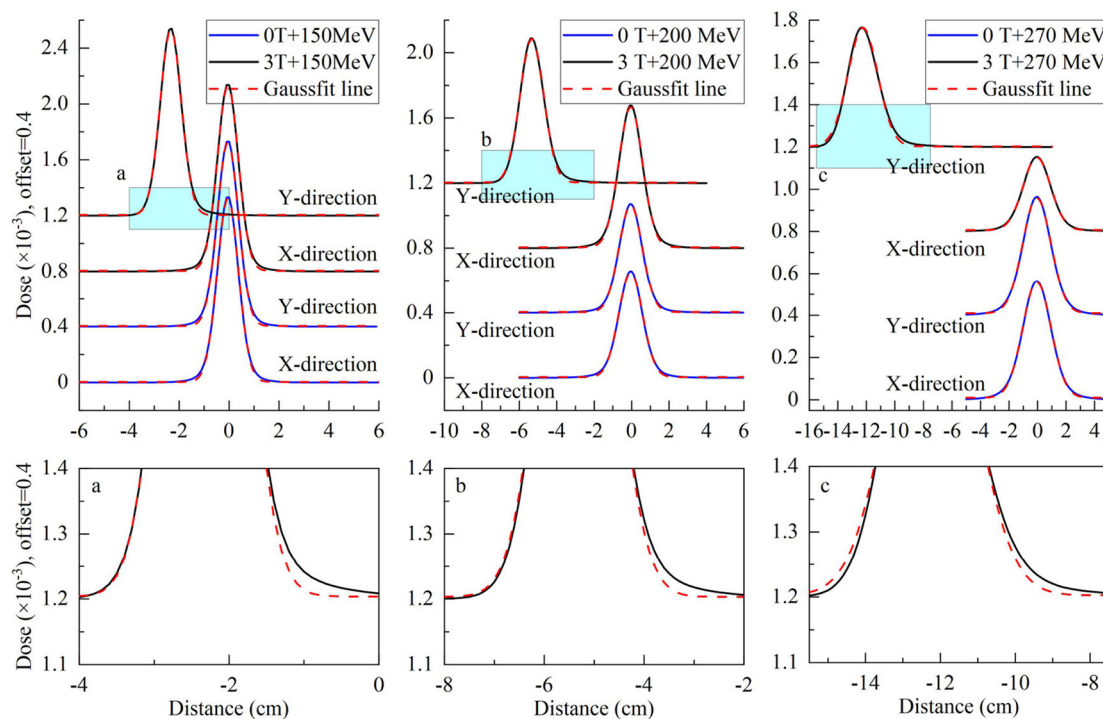 Dose (×10⁻³), offset=0.4
2.4
2.0
1.6
1.2
0.8
0.4
0
0T+150MeV
3T+150MeV
Gaussfit line
a
Y-direction
X-direction
Y-direction
X-direction
-6 -4 -2 0 2 4 6
2.0
1.6
1.2
0.8
0.4
0
0 T+200 MeV
3 T+200 MeV
Gaussfit line
b
Y-direction
X-direction
Y-direction
X-direction
-10 -8 -6 -4 -2 0 2 4 6
1.8
1.6
1.4
1.2
1.0
0.8
0.6
0.4
0.2
0
0 T+270 MeV
3 T+270 MeV
Gaussfit line
c
Y-direction
X-direction
Y-direction
X-direction
-16 -14 -12 -10 -8 -6 -4 -2 0 2 4
Dose (×10⁻³), offset=0.4
1.4
1.3
1.2
1.1
a
-4 -2 0
Distance (cm)
1.4
1.3
1.2
1.1
b
-8 -6 -4 -2
Distance (cm)
1.4
1.3
1.2
1.1
c
-14 -12 -10 -8
Distance (cm)